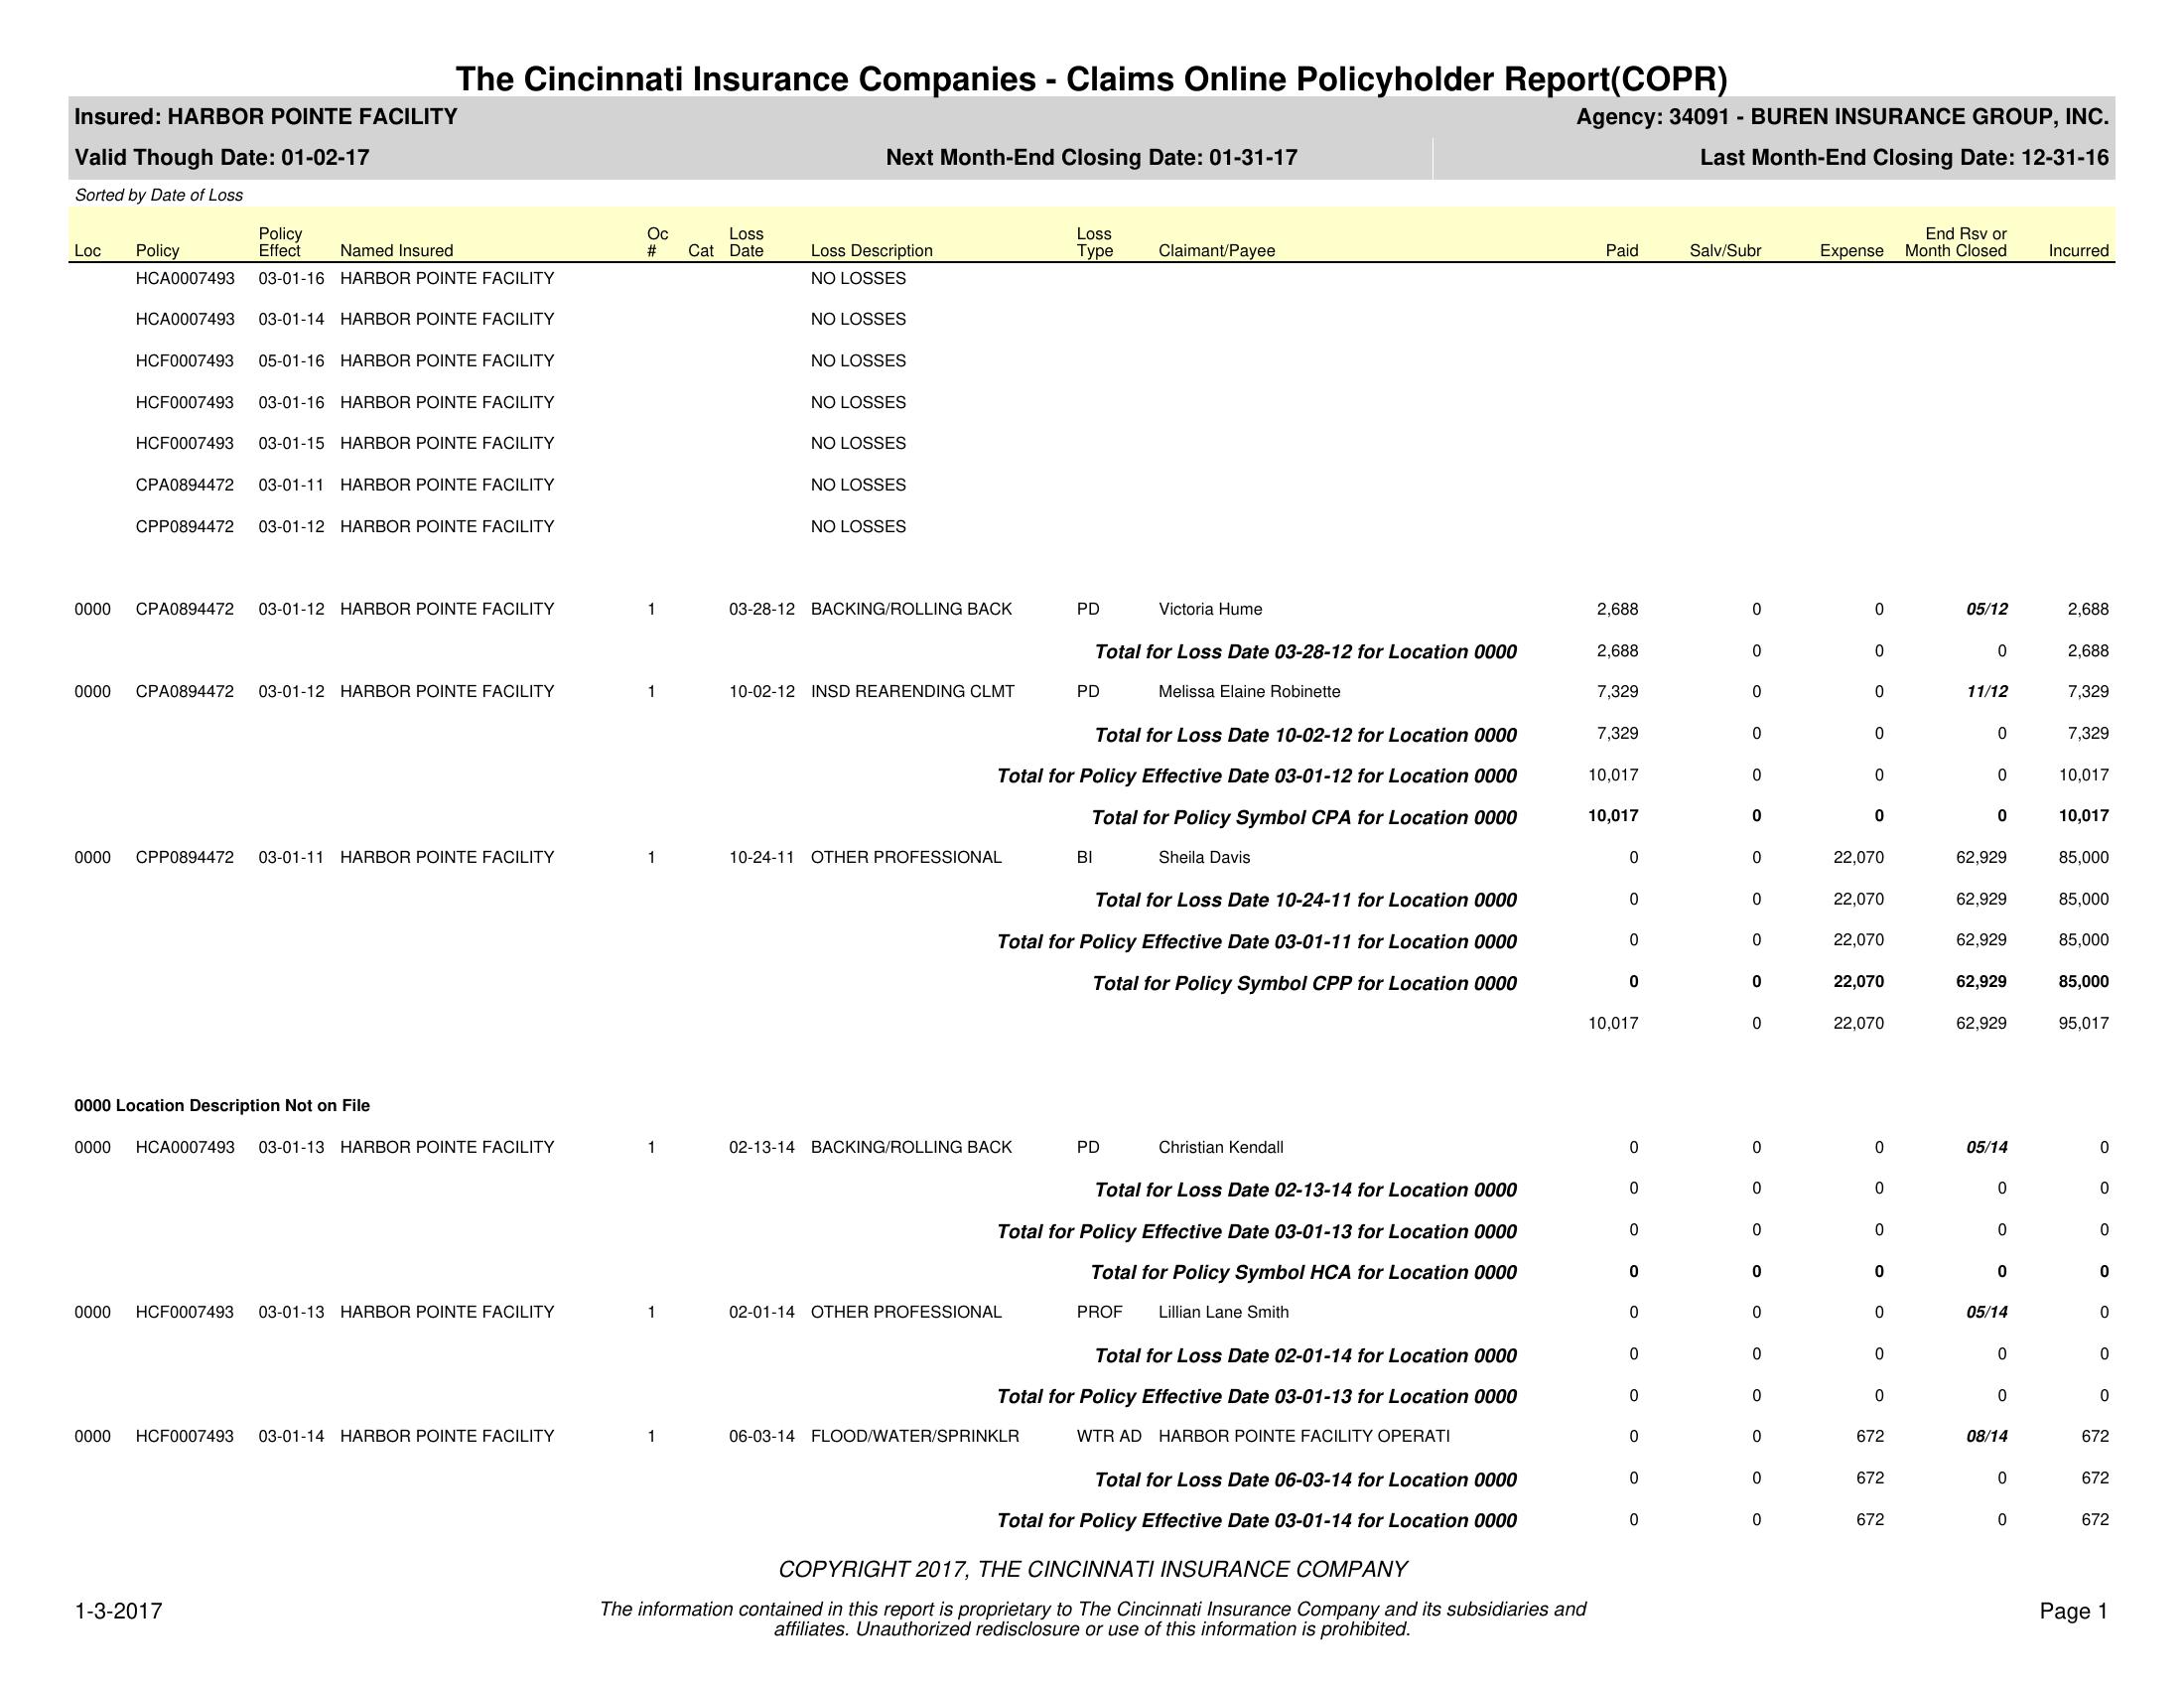 The Cincinnati Insurance Companies - Claims Online Policyholder Report(COPR)
Insured: HARBOR POINTE FACILITY Agency: 34091 - BUREN INSURANCE GROUP, INC.
Valid Though Date: 01-02-17 Next Month-End Closing Date: 01-31-17 Last Month-End Closing Date: 12-31-16
Sorted by Date of Loss
Policy Oc Loss Loss End Rsv or
Loc Policy Effect Named Insured # Cat Date Loss Description Type Claimant/Payee Paid Salv/Subr Expense Month Closed Incurred
HCA0007493 03-01-16 HARBOR POINTE FACILITY NO LOSSES
HCA0007493 03-01-14 HARBOR POINTE FACILITY NO LOSSES
HCF0007493 05-01-16 HARBOR POINTE FACILITY NO LOSSES
HCF0007493 03-01-16 HARBOR POINTE FACILITY NO LOSSES
HCF0007493 03-01-15 HARBOR POINTE FACILITY NO LOSSES
CPA0894472 03-01-11 HARBOR POINTE FACILITY NO LOSSES
CPP0894472 03-01-12 HARBOR POINTE FACILITY NO LOSSES
0000 CPA0894472 03-01-12 HARBOR POINTE FACILITY 1 03-28-12 BACKING/ROLLING BACK PD Victoria Hume 2,688 0 0 05/12 2,688
Total for Loss Date 03-28-12 for Location 0000 2,688 0 0 0 2,688
0000 CPA0894472 03-01-12 HARBOR POINTE FACILITY 1 10-02-12 INSD REARENDING CLMT PD Melissa Elaine Robinette 7,329 0 0 11/12 7,329
Total for Loss Date 10-02-12 for Location 0000 7,329 0 0 0 7,329
Total for Policy Effective Date 03-01-12 for Location 0000 10,017 0 0 0 10,017
Total for Policy Symbol CPA for Location 0000 10,017 0 0 0 10,017
0000 CPP0894472 03-01-11 HARBOR POINTE FACILITY 1 10-24-11 OTHER PROFESSIONAL BI Sheila Davis 0 0 22,070 62,929 85,000
Total for Loss Date 10-24-11 for Location 0000 0 0 22,070 62,929 85,000
Total for Policy Effective Date 03-01-11 for Location 0000 0 0 22,070 62,929 85,000
Total for Policy Symbol CPP for Location 0000 0 0 22,070 62,929 85,000
10,017 0 22,070 62,929 95,017
0000 Location Description Not on File
0000 HCA0007493 03-01-13 HARBOR POINTE FACILITY 1 02-13-14 BACKING/ROLLING BACK PD Christian Kendall 0 0 0 05/14 0
Total for Loss Date 02-13-14 for Location 0000 0 0 0 0 0
Total for Policy Effective Date 03-01-13 for Location 0000 0 0 0 0 0
Total for Policy Symbol HCA for Location 0000 0 0 0 0 0
0000 HCF0007493 03-01-13 HARBOR POINTE FACILITY 1 02-01-14 OTHER PROFESSIONAL PROF Lillian Lane Smith 0 0 0 05/14 0
Total for Loss Date 02-01-14 for Location 0000 0 0 0 0 0
Total for Policy Effective Date 03-01-13 for Location 0000 0 0 0 0 0
0000 HCF0007493 03-01-14 HARBOR POINTE FACILITY 1 06-03-14 FLOOD/WATER/SPRINKLR WTR AD HARBOR POINTE FACILITY OPERATI 0 0 672 08/14 672
Total for Loss Date 06-03-14 for Location 0000 0 0 672 0 672
Total for Policy Effective Date 03-01-14 for Location 0000 0 0 672 0 672
COPYRIGHT 2017, THE CINCINNATI INSURANCE COMPANY
1-3-2017 The information contained in this report is proprietary to The Cincinnati Insurance Company and its subsidiaries and Page 1
affiliates. Unauthorized redisclosure or use of this information is prohibited.